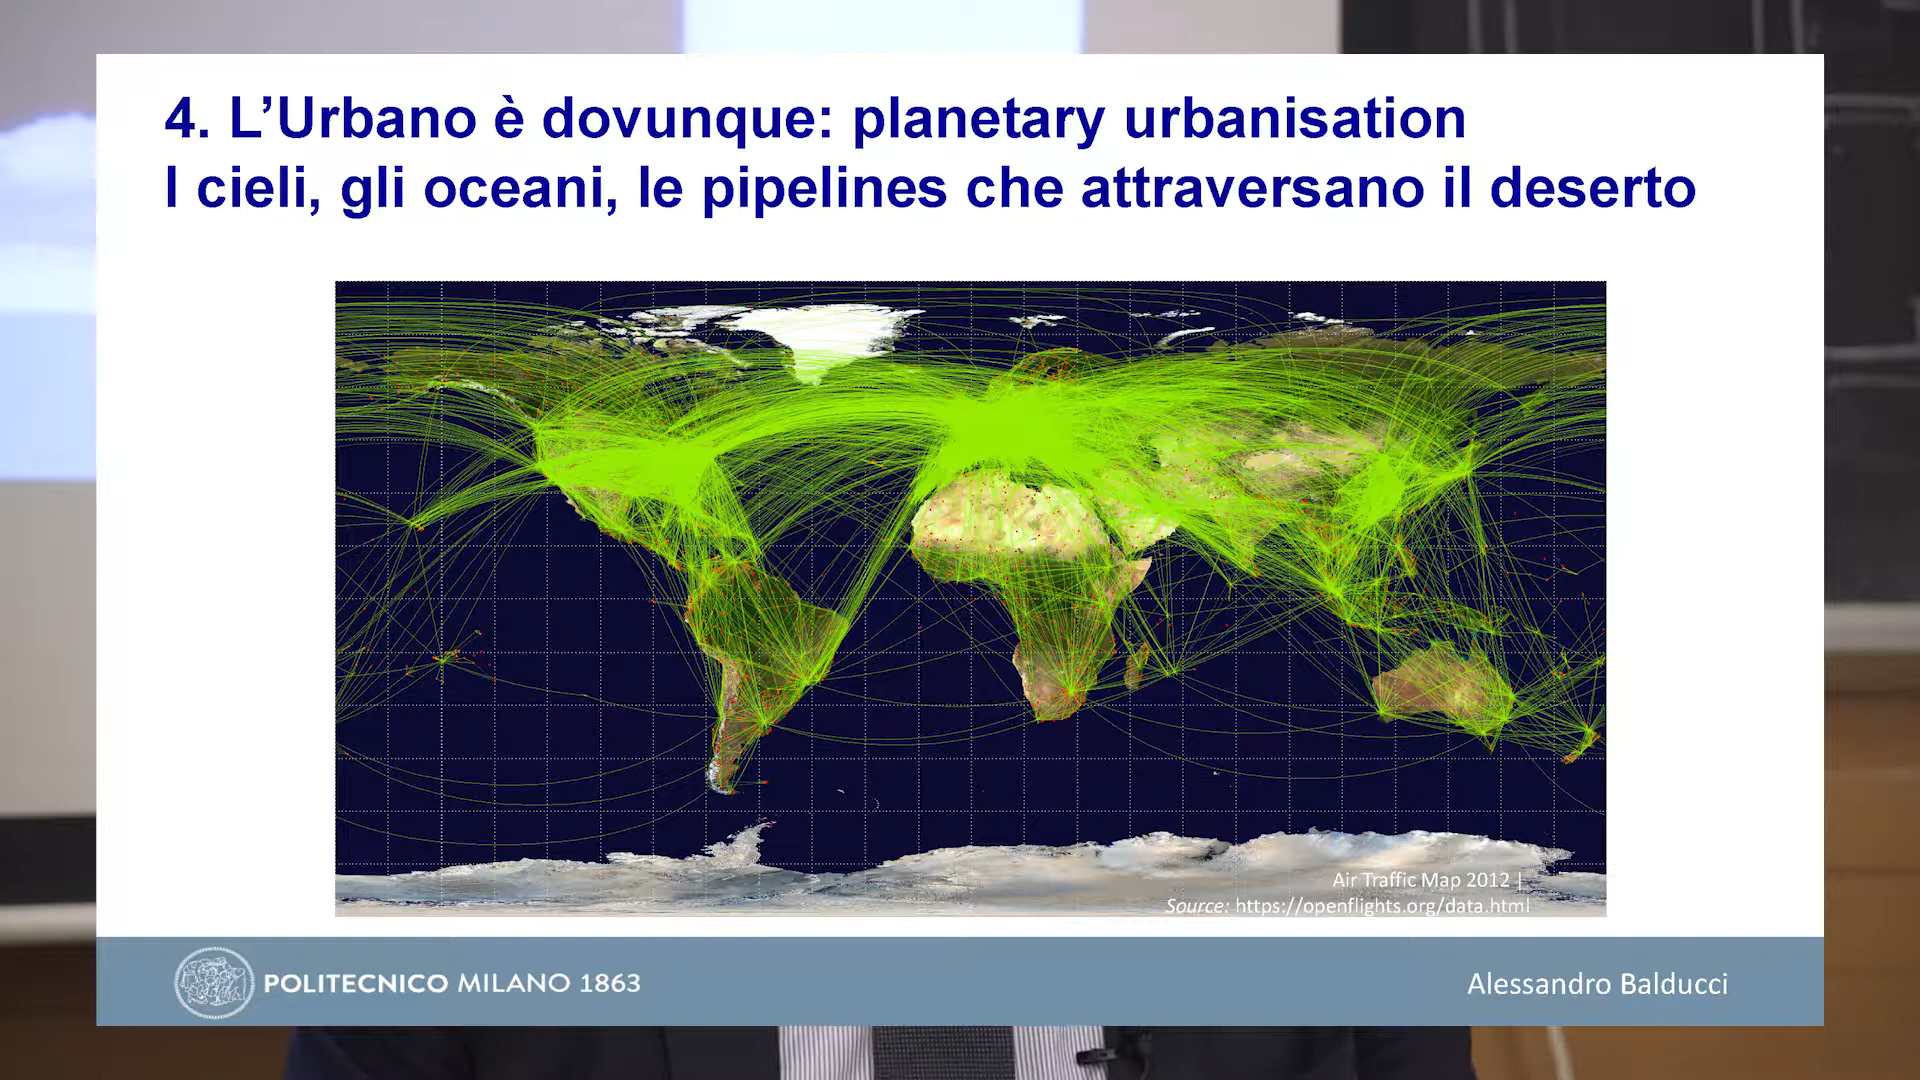 4. L’Urbano è dovunque: planetary urbanisation
I cieli, gli oceani, le pipelines che attraversano il deserto
Air Traffic Map 2012 |
Source: https://openflights.org/data.html
POLITECNICO MILANO 1863
Alessandro Balducci